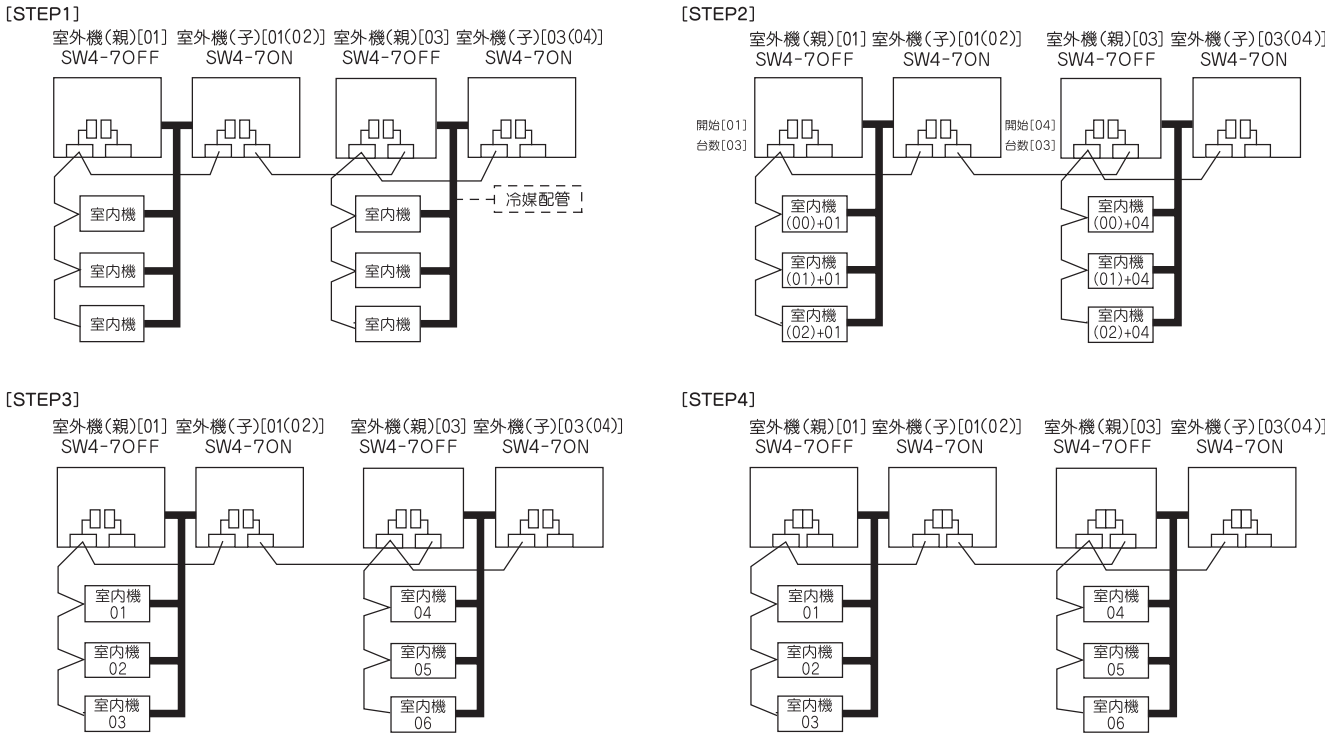 [STEP1]
室外機(親)[01] 室外機(子)[01(02)] 室外機(親)[03] 室外機(子)[03(04)]
SW4-7OFF SW4-7ON SW4-7OFF SW4-7ON
冷媒配管
室内機 室内機
室内機 室内機
室内機 室内機
[STEP2]
室外機(親)[01] 室外機(子)[01(02)] 室外機(親)[03] 室外機(子)[03(04)]
SW4-7OFF SW4-7ON SW4-7OFF SW4-7ON
開始[01] 開始[04]
台数[03] 台数[03]
室内機 室内機
(00)+01 (00)+04
室内機 室内機
(01)+01 (01)+04
室内機 室内機
(02)+01 (02)+04
[STEP3]
室外機(親)[01] 室外機(子)[01(02)] 室外機(親)[03] 室外機(子)[03(04)]
SW4-7OFF SW4-7ON SW4-7OFF SW4-7ON
室内機 室内機
01 04
室内機 室内機
02 05
室内機 室内機
03 06
[STEP4]
室外機(親)[01] 室外機(子)[01(02)] 室外機(親)[03] 室外機(子)[03(04)]
SW4-7OFF SW4-7ON SW4-7OFF SW4-7ON
室内機 室内機
01 04
室内機 室内機
02 05
室内機 室内機
03 06